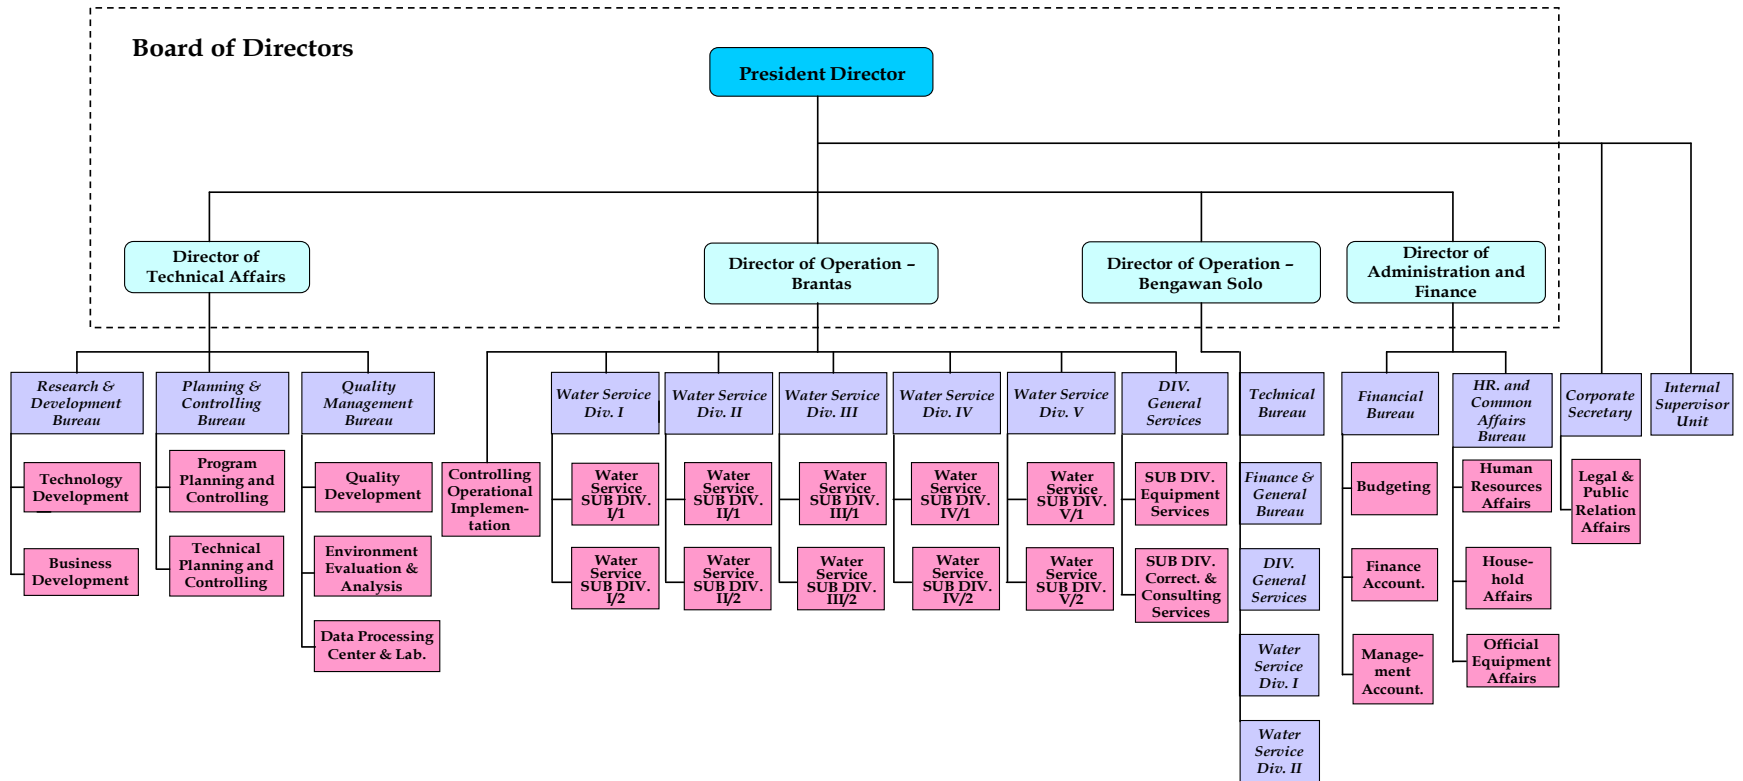 Board of Directors
President Director
Director of
Technical Affairs
Director of Operation –
Brantas
Director of Operation –
Bengawan Solo
Director of
Administration and
Finance
Research &
Development
Bureau
Planning &
Controlling
Bureau
Quality
Management
Bureau
Water Service
Div. I
Water Service
Div. II
Water Service
Div. III
Water Service
Div. IV
Water Service
Div. V
DIV.
General
Services
Technical
Bureau
Financial
Bureau
HR. and
Common
Affairs
Bureau
Corporate
Secretary
Internal
Supervisor
Unit
Technology
Development
Program
Planning and
Controlling
Quality
Development
Controlling
Operational
Implemen-
tation
Water
Service
SUB DIV.
I/1
Water
Service
SUB DIV.
II/1
Water
Service
SUB DIV.
III/1
Water
Service
SUB DIV.
IV/1
Water
Service
SUB DIV.
V/1
SUB DIV.
Equipment
Services
Finance &
General
Bureau
Budgeting
Human
Resources
Affairs
Legal &
Public
Relation
Affairs
Business
Development
Technical
Planning and
Controlling
Environment
Evaluation &
Analysis
Water
Service
SUB DIV.
I/2
Water
Service
SUB DIV.
II/2
Water
Service
SUB DIV.
III/2
Water
Service
SUB DIV.
IV/2
Water
Service
SUB DIV.
V/2
SUB DIV.
Correct. &
Consulting
Services
DIV.
General
Services
Finance
Account.
House-
hold
Affairs
Data Processing
Center & Lab.
Water
Service
Div. I
Manage-
ment
Account.
Official
Equipment
Affairs
Water
Service
Div. II